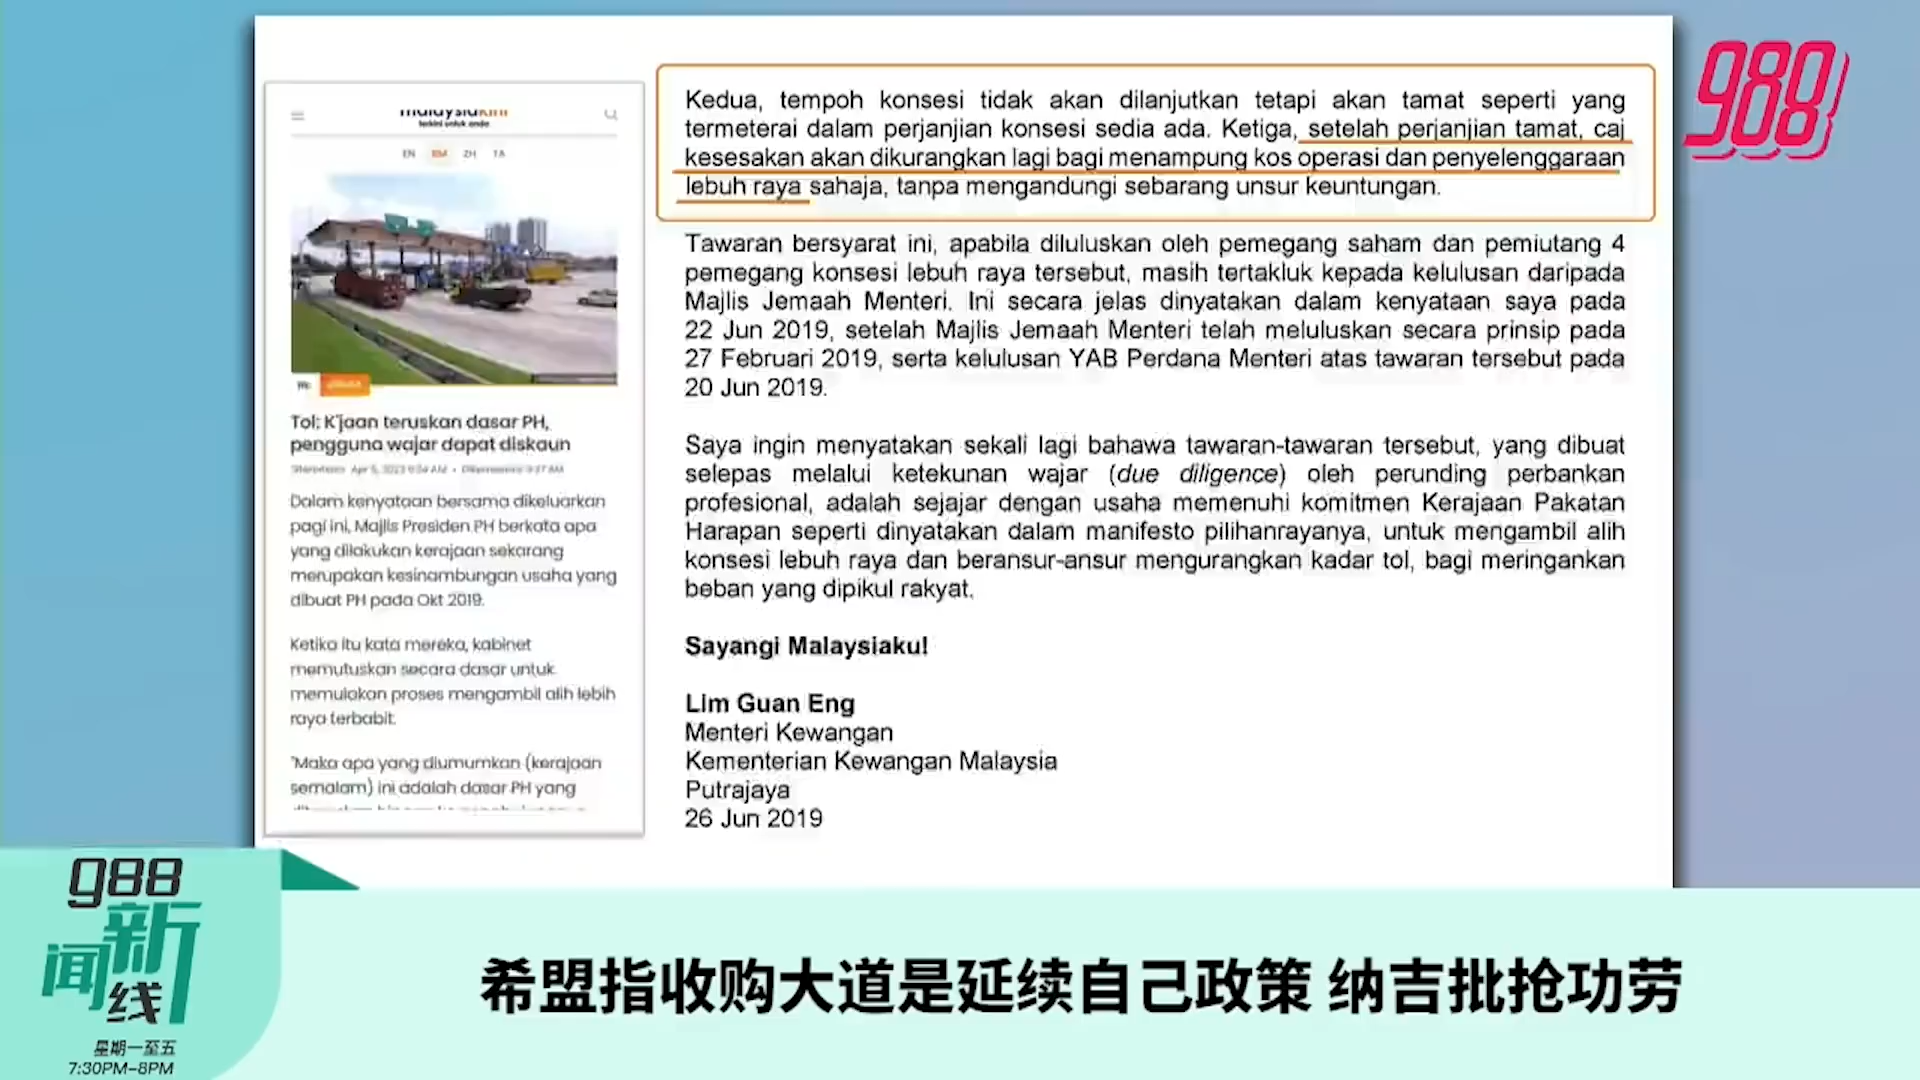 988
malaysiakini
terkini untuk anda
EN BM ZH TA
Tol: K'jaan teruskan dasar PH,
pengguna wajar dapat diskaun
Dalam kenyataan bersama dikeluarkan
pagi ini, Majlis Presiden PH berkata apa
yang dilakukan kerajaan sekarang
merupakan kesinambungan usaha yang
dibuat PH pada Okt 2019.
Ketika itu kata mereka, kabinet
memutuskan secara dasar untuk
memulakan proses mengambil alih lebih
raya terbabit.
"Maka apa yang diumumkan (kerajaan
semalam) ini adalah dasar PH yang
Kedua, tempoh konsesi tidak akan dilanjutkan tetapi akan tamat seperti yang
termeterai dalam perjanjian konsesi sedia ada. Ketiga, setelah perjanjian tamat, caj
kesesakan akan dikurangkan lagi bagi menampung kos operasi dan penyelenggaraan
lebuh raya sahaja, tanpa mengandungi sebarang unsur keuntungan.
Tawaran bersyarat ini, apabila diluluskan oleh pemegang saham dan pemiutang 4
pemegang konsesi lebuh raya tersebut, masih tertakluk kepada kelulusan daripada
Majlis Jemaah Menteri. Ini secara jelas dinyatakan dalam kenyataan saya pada
22 Jun 2019, setelah Majlis Jemaah Menteri telah meluluskan secara prinsip pada
27 Februari 2019, serta kelulusan YAB Perdana Menteri atas tawaran tersebut pada
20 Jun 2019.
Saya ingin menyatakan sekali lagi bahawa tawaran-tawaran tersebut, yang dibuat
selepas melalui ketekunan wajar (due diligence) oleh perunding perbankan
profesional, adalah sejajar dengan usaha memenuhi komitmen Kerajaan Pakatan
Harapan seperti dinyatakan dalam manifesto pilihanrayanya, untuk mengambil alih
konsesi lebuh raya dan beransur-ansur mengurangkan kadar tol, bagi meringankan
beban yang dipikul rakyat.
Sayangi Malaysiaku!
Lim Guan Eng
Menteri Kewangan
Kementerian Kewangan Malaysia
Putrajaya
26 Jun 2019
988
新
闻
线
星期一至五
7:30PM-8PM
希盟指收购大道是延续自己政策 纳吉批抢功劳